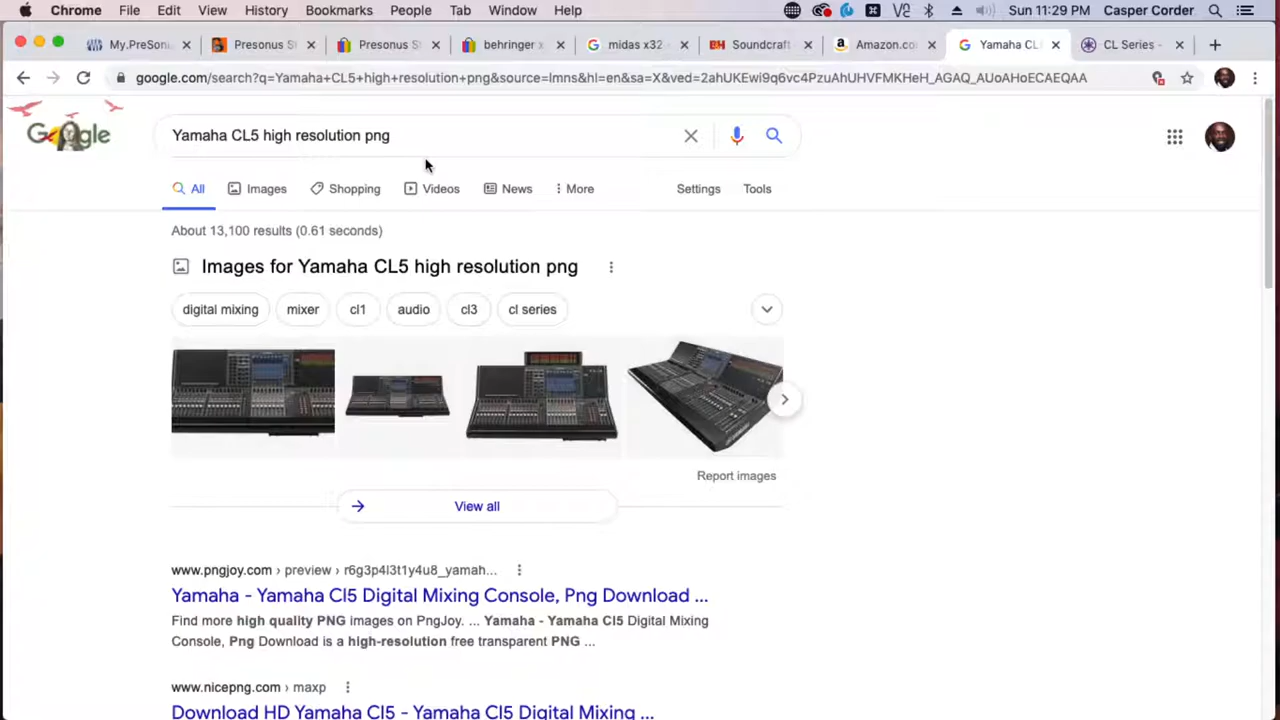 Chrome File Edit View History Bookmarks People Tab Window Help Sun 11:29 PM Casper Corder
My.PreSon Presonus S Presonus S behringer x midas x32 Soundcraft Amazon.co Yamaha CL CL Series -
google.com/search?q=Yamaha+CL5+high+resolution+png&source=lmns&hl=en&sa=X&ved=2ahUKEwi9q6vc4PzuAhUHVFMKHeH_AGAQ_AUoAHoECAEQAA
Google
Yamaha CL5 high resolution png
All Images Shopping Videos News More Settings Tools
About 13,100 results (0.61 seconds)
Images for Yamaha CL5 high resolution png
digital mixing mixer cl1 audio cl3 cl series
Report images
View all
www.pngjoy.com › preview › r6g3p4l3t1y4u8_yamah...
Yamaha - Yamaha Cl5 Digital Mixing Console, Png Download ...
Find more high quality PNG images on PngJoy. ... Yamaha - Yamaha Cl5 Digital Mixing
Console, Png Download is a high-resolution free transparent PNG ...
www.nicepng.com › maxp
Download HD Yamaha Cl5 - Yamaha Cl5 Digital Mixing ...